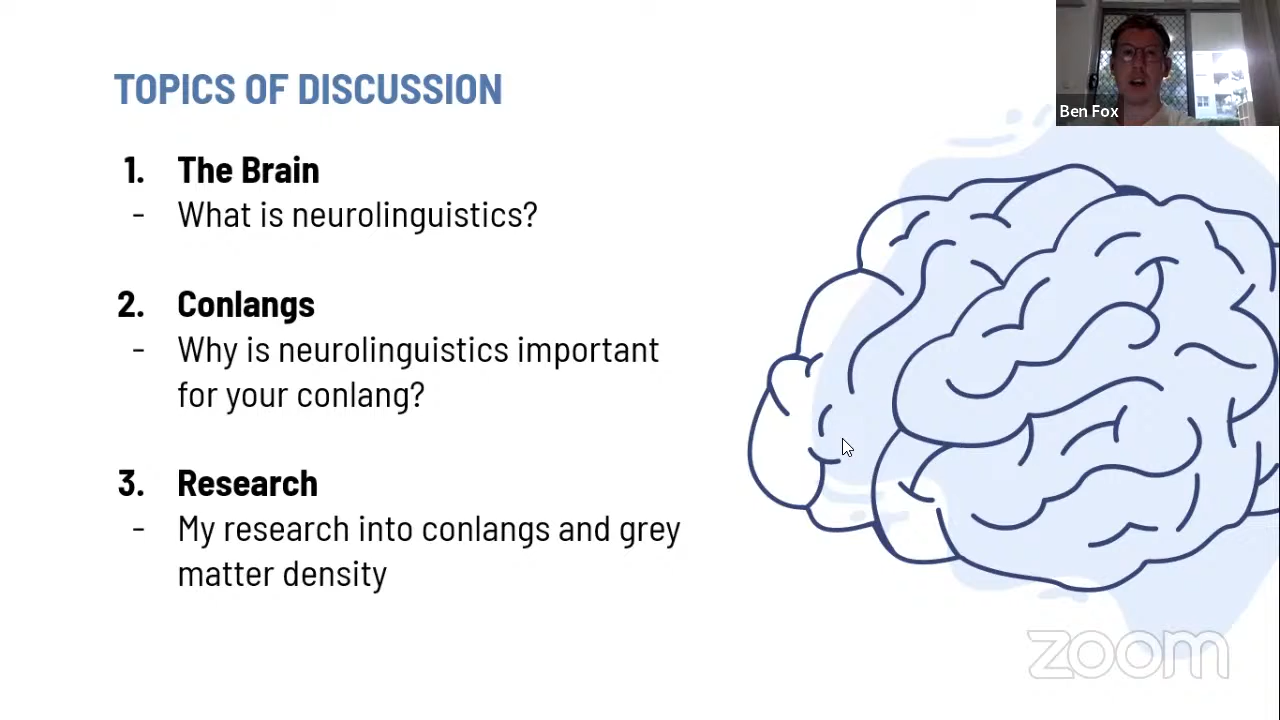 TOPICS OF DISCUSSION
Ben Fox
1. The Brain
- What is neurolinguistics?
2. Conlangs
- Why is neurolinguistics important
for your conlang?
3. Research
- My research into conlangs and grey
matter density
zoom